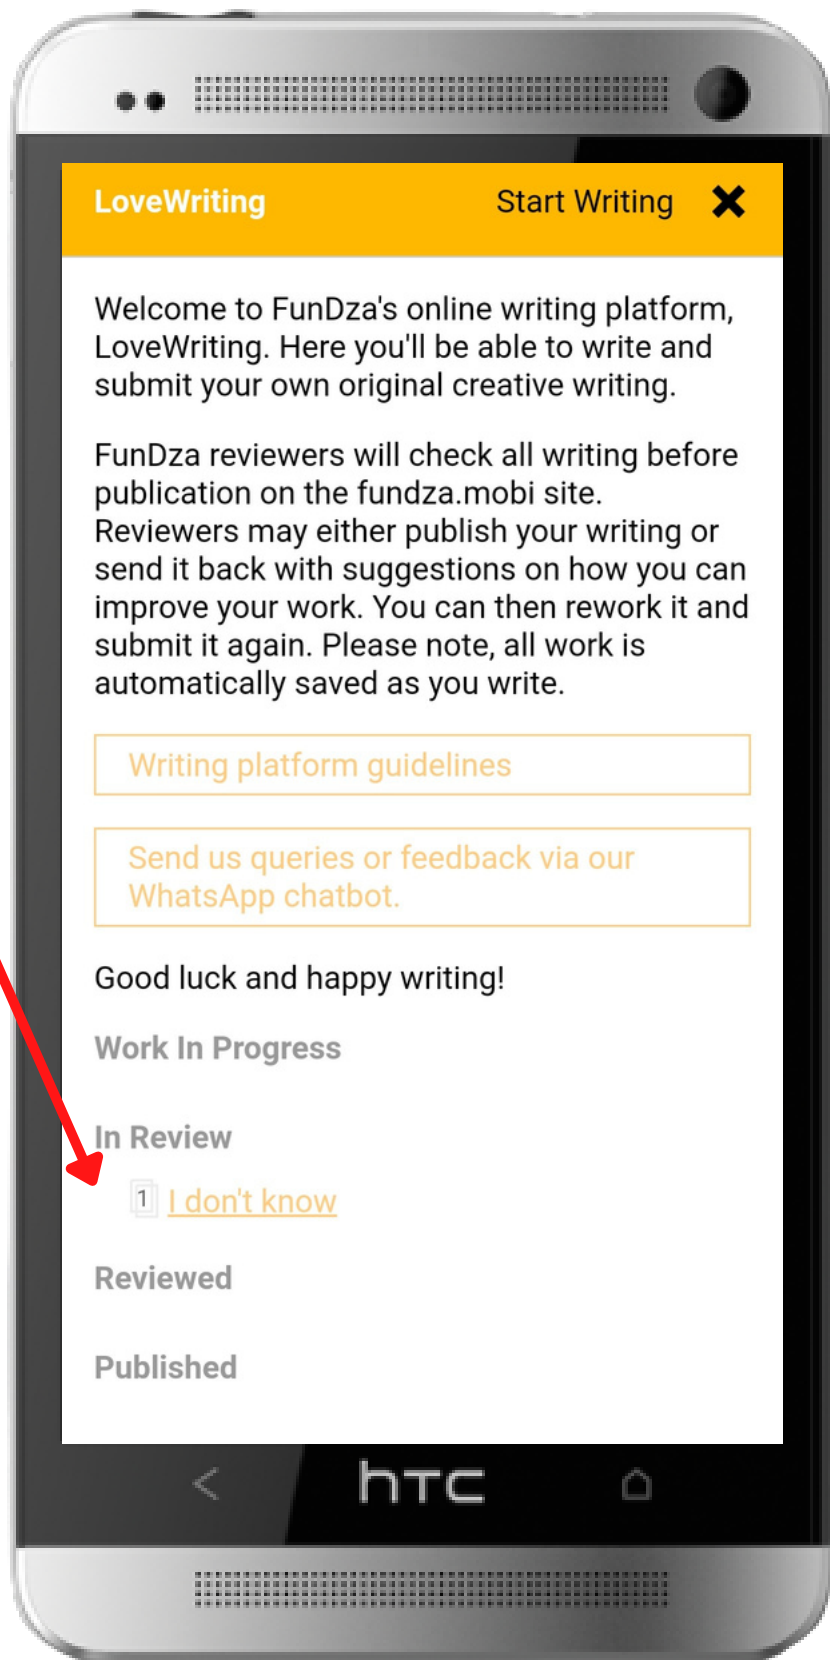 LoveWriting Start Writing
Welcome to FunDza's online writing platform,
LoveWriting. Here you'll be able to write and
submit your own original creative writing.
FunDza reviewers will check all writing before
publication on the fundza.mobi site.
Reviewers may either publish your writing or
send it back with suggestions on how you can
improve your work. You can then rework it and
submit it again. Please note, all work is
automatically saved as you write.
Writing platform guidelines
Send us queries or feedback via our
WhatsApp chatbot.
Good luck and happy writing!
Work In Progress
In Review
1 I don't know
Reviewed
Published
hTC